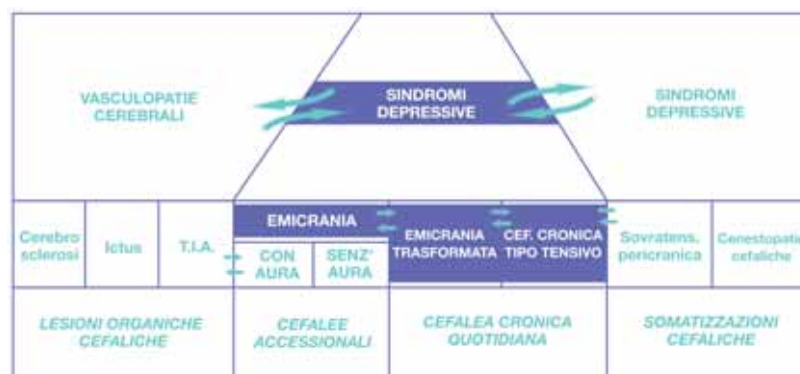 VASCULOPATIE
CEREBRALI
SINDROMI
DEPRESSIVE
SINDROMI
DEPRESSIVE
Cerebro
sclerosi
Ictus
T.I.A.
EMICRANIA
CON
AURA
SENZ'
AURA
EMICRANIA
TRASFORMATA
CEF. CRONICA
TIPO TENSIVO
Sovratens.
pericranica
Cenestopatie
cefaliche
LESIONI ORGANICHE
CEFALICHE
CEFALEE
ACCESSIONALI
CEFALEA CRONICA
QUOTIDIANA
SOMATIZZAZIONI
CEFALICHE